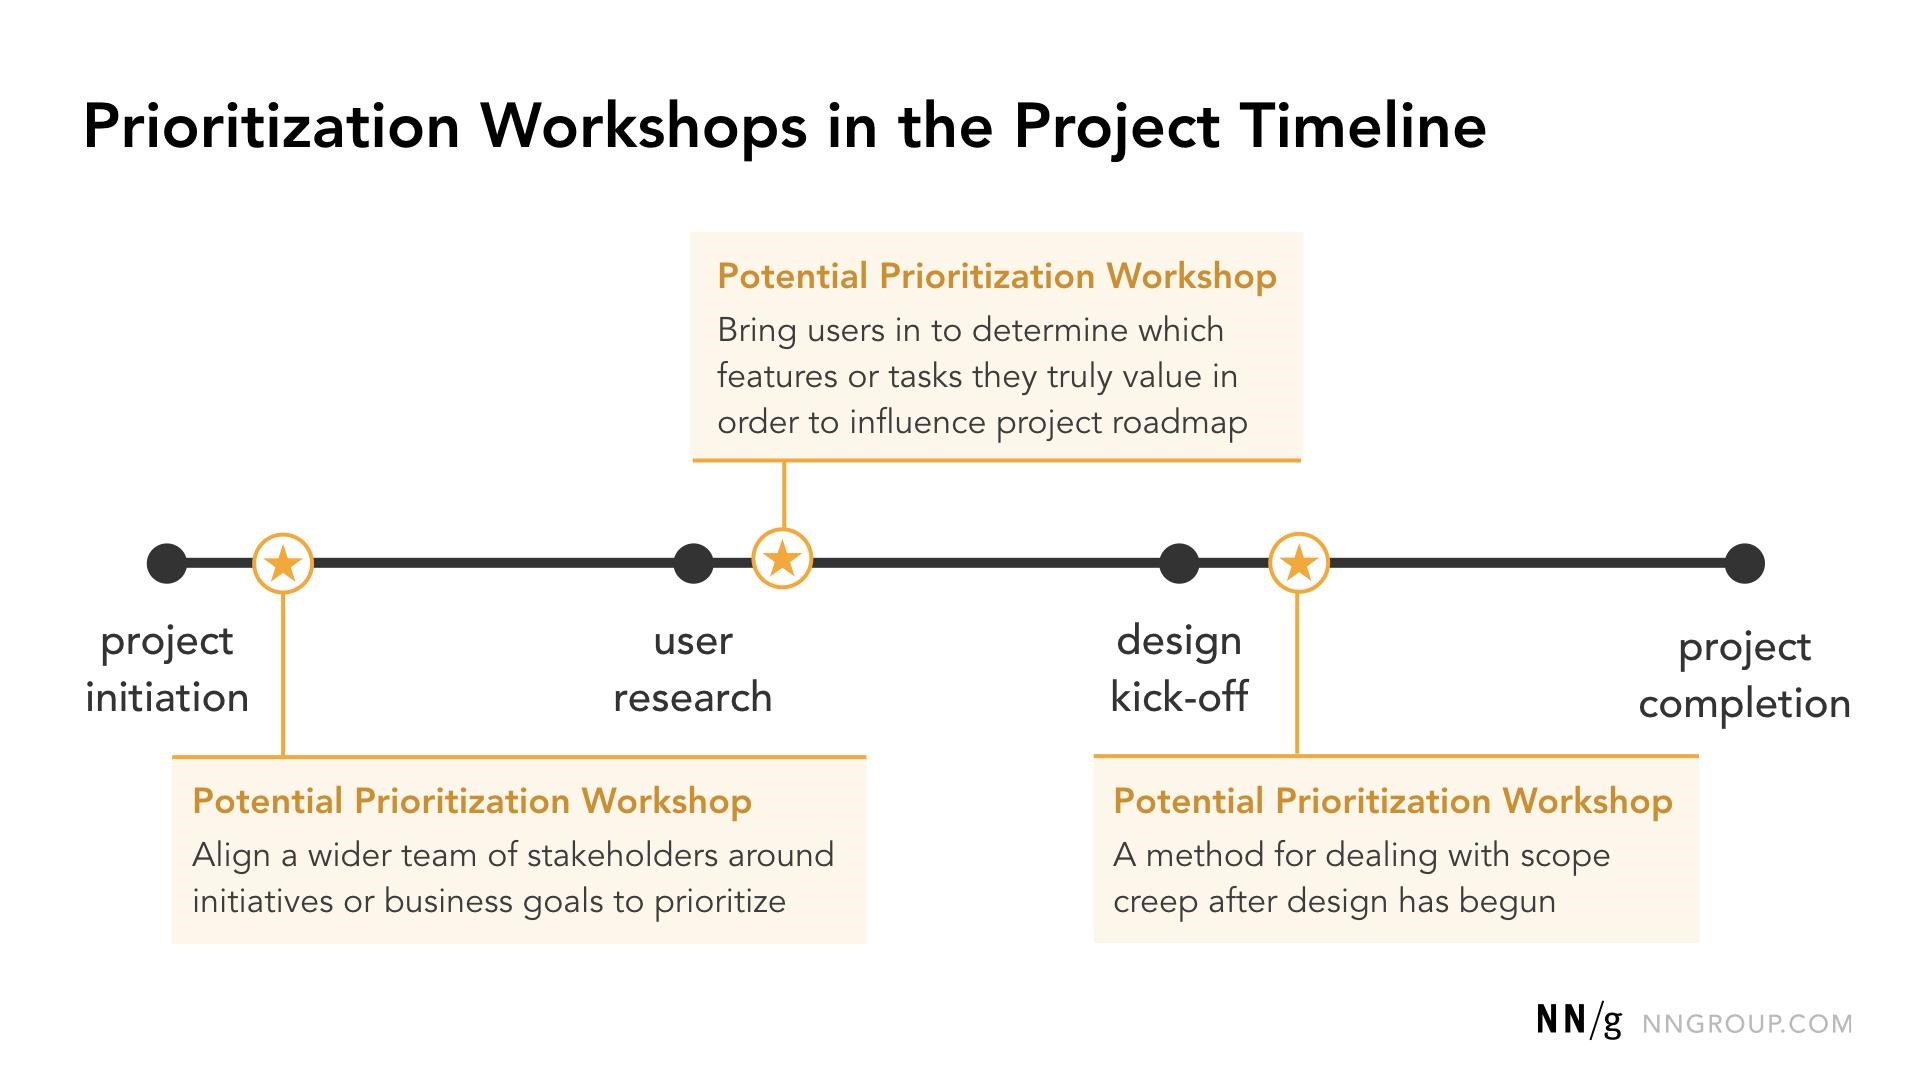 Prioritization Workshops in the Project Timeline
Potential Prioritization Workshop
Bring users in to determine which
features or tasks they truly value in
order to influence project roadmap
project
initiation
user
research
design
kick-off
project
completion
Potential Prioritization Workshop
Align a wider team of stakeholders around
initiatives or business goals to prioritize
Potential Prioritization Workshop
A method for dealing with scope
creep after design has begun
NN/g NNGROUP.COM